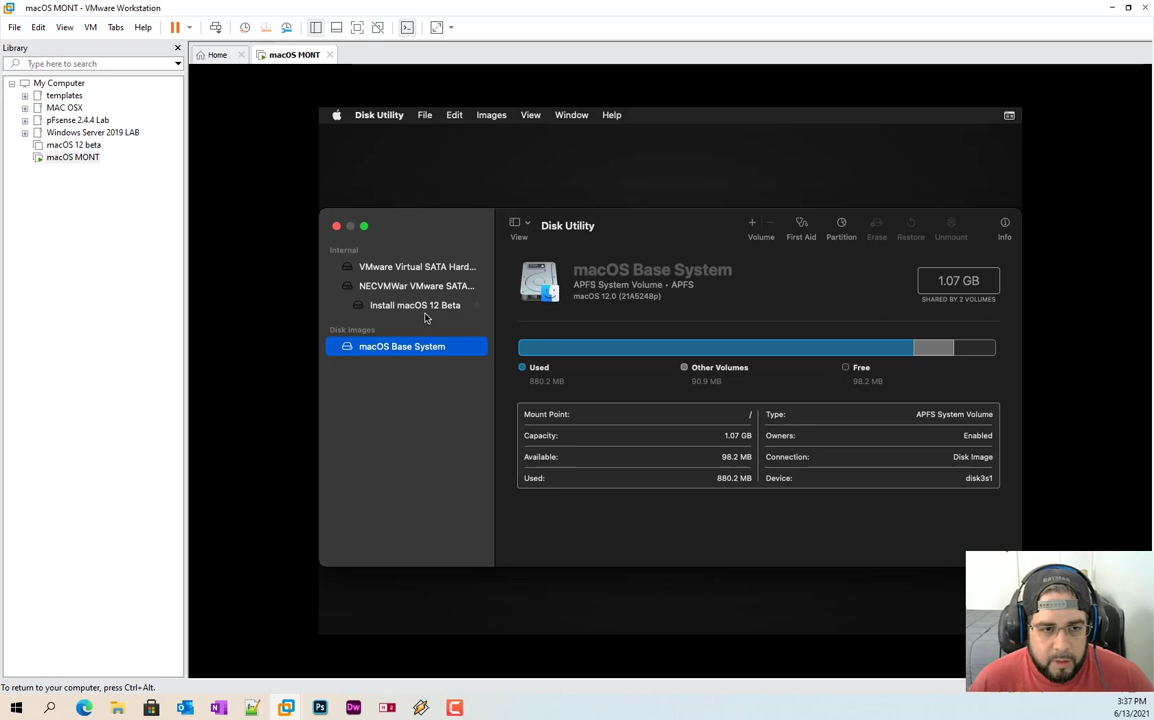 macOS MONT - VMware Workstation
File Edit View VM Tabs Help
Library
Type here to search
Home
macOS MONT
My Computer
templates
MAC OSX
pfsense 2.4.4 Lab
Windows Server 2019 LAB
macOS 12 beta
macOS MONT
Disk Utility File Edit Images View Window Help
View
Disk Utility
Volume First Aid Partition Erase Restore Unmount Info
Internal
VMware Virtual SATA Hard...
NECVMWar VMware SATA...
Install macOS 12 Beta
Disk Images
macOS Base System
macOS Base System
APFS System Volume • APFS
macOS 12.0 (21A5248p)
1.07 GB
SHARED BY 2 VOLUMES
Used
880.2 MB
Other Volumes
90.9 MB
Free
98.2 MB
Mount Point: /
Type: APFS System Volume
Capacity: 1.07 GB
Owners: Enabled
Available: 98.2 MB
Connection: Disk Image
Used: 880.2 MB
Device: disk3s1
To return to your computer, press Ctrl+Alt.
3:37 PM
6/13/2021